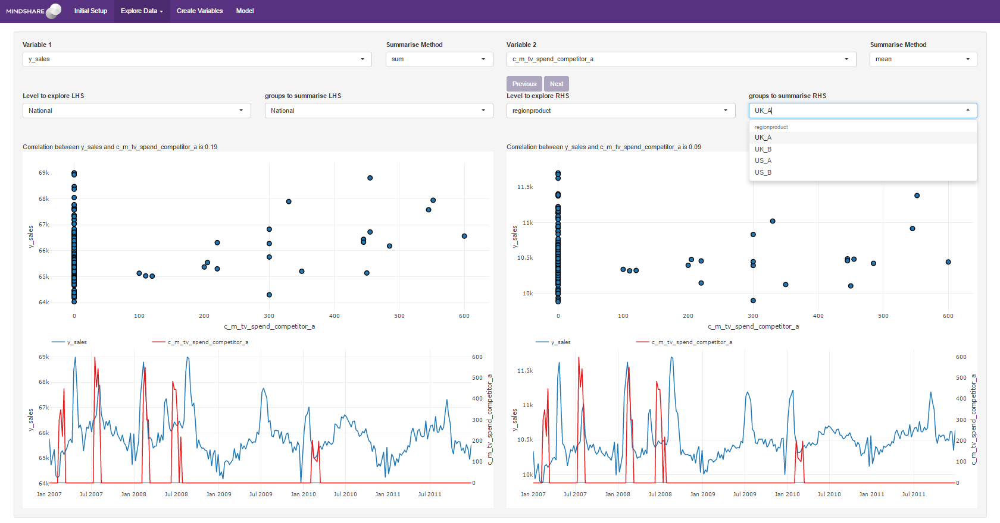 MINDSHARE Initial Setup Explore Data Create Variables Model
Variable 1 Summarise Method
y_sales sum
Level to explore LHS groups to summarise LHS
National National
Variable 2 Summarise Method
c_m_tv_spend_competitor_a mean
Previous Next
Level to explore RHS groups to summarise RHS
regionproduct UK_A
regionproduct
UK_A
UK_B
US_A
US_B
Correlation between y_sales and c_m_tv_spend_competitor_a is 0.19
69k
68k
67k
66k
65k
64k
y_sales
0 100 200 300 400 500 600
c_m_tv_spend_competitor_a
y_sales c_m_tv_spend_competitor_a
69k
68k
67k
66k
65k
64k
y_sales
600
500
400
300
200
100
0
c_m_tv_spend_competitor_a
Jan 2007 Jul 2007 Jan 2008 Jul 2008 Jan 2009 Jul 2009 Jan 2010 Jul 2010 Jan 2011 Jul 2011
Correlation between y_sales and c_m_tv_spend_competitor_a is 0.09
11.5k
11k
10.5k
10k
y_sales
0 100 200 300 400 500 600
c_m_tv_spend_competitor_a
y_sales c_m_tv_spend_competitor_a
11.5k
11k
10.5k
10k
y_sales
600
500
400
300
200
100
0
c_m_tv_spend_competitor_a
Jan 2007 Jul 2007 Jan 2008 Jul 2008 Jan 2009 Jul 2009 Jan 2010 Jul 2010 Jan 2011 Jul 2011